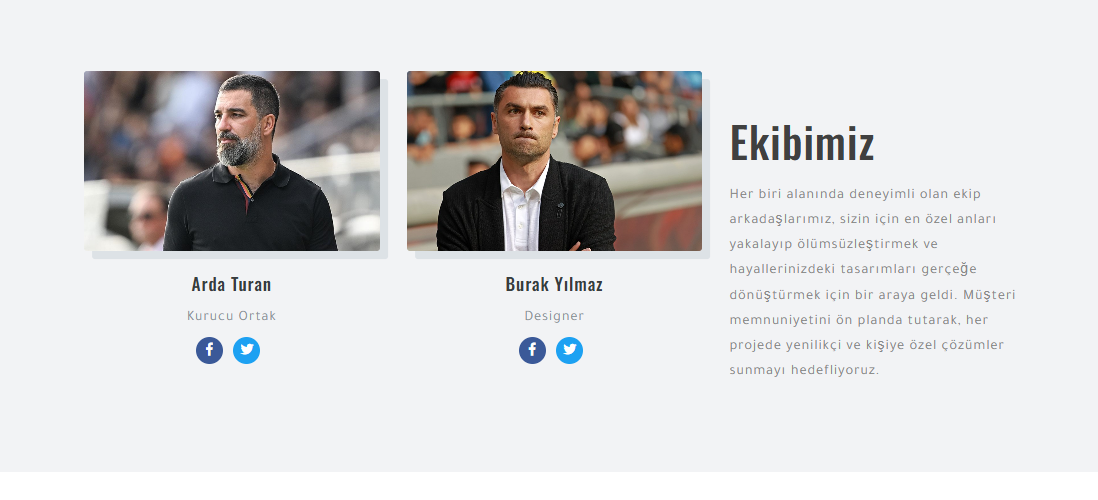 Arda Turan
Kurucu Ortak
Burak Yılmaz
Designer
Ekibimiz
Her biri alanında deneyimli olan ekip
arkadaşlarımız, sizin için en özel anları
yakalayıp ölümsüzleştirmek ve
hayallerinizdeki tasarımları gerçeğe
dönüştürmek için bir araya geldi. Müşteri
memnuniyetini ön planda tutarak, her
projede yenilikçi ve kişiye özel çözümler
sunmayı hedefliyoruz.